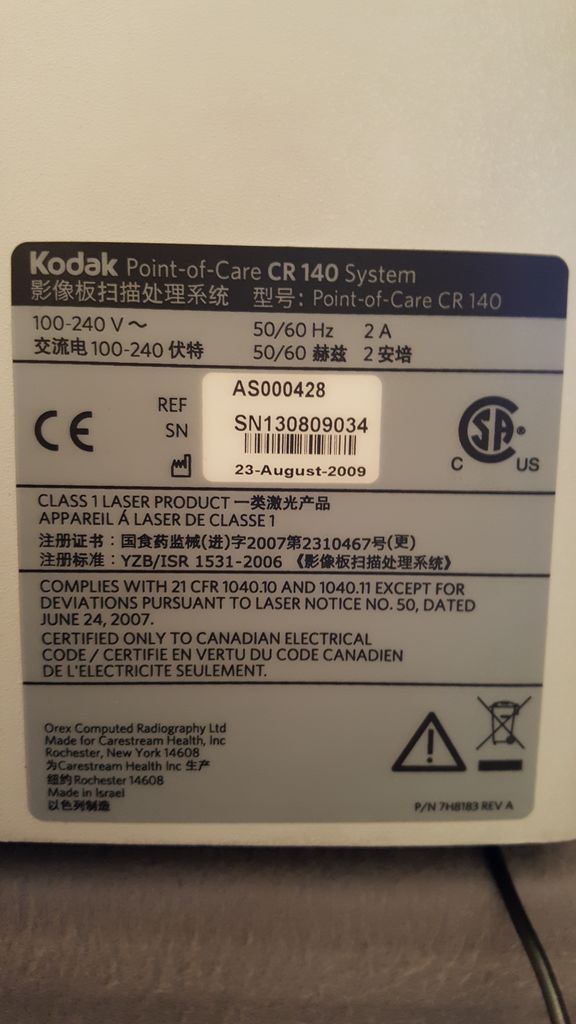 Kodak Point-of-Care CR 140 System
影像板扫描处理系统 型号: Point-of-Care CR 140
100-240 V ~ 50/60 Hz 2 A
交流电 100-240 伏特 50/60 赫兹 2 安培
CE
REF AS000428
SN SN130809034
23-August-2009
C SA® US
CLASS 1 LASER PRODUCT 一类激光产品
APPAREIL Á LASER DE CLASSE 1
注册证书: 国食药监械(进)字2007第2310467号(更)
注册标准: YZB/ISR 1531-2006 《影像板扫描处理系统》
COMPLIES WITH 21 CFR 1040.10 AND 1040.11 EXCEPT FOR
DEVIATIONS PURSUANT TO LASER NOTICE NO. 50, DATED
JUNE 24, 2007.
CERTIFIED ONLY TO CANADIAN ELECTRICAL
CODE / CERTIFIE EN VERTU DU CODE CANADIEN
DE L'ELECTRICITE SEULEMENT.
Orex Computed Radiography Ltd
Made for Carestream Health, Inc
Rochester, New York 14608
为Carestream Health Inc 生产
纽约 Rochester 14608
Made in Israel
以色列制造
P/N 7H8183 REV A